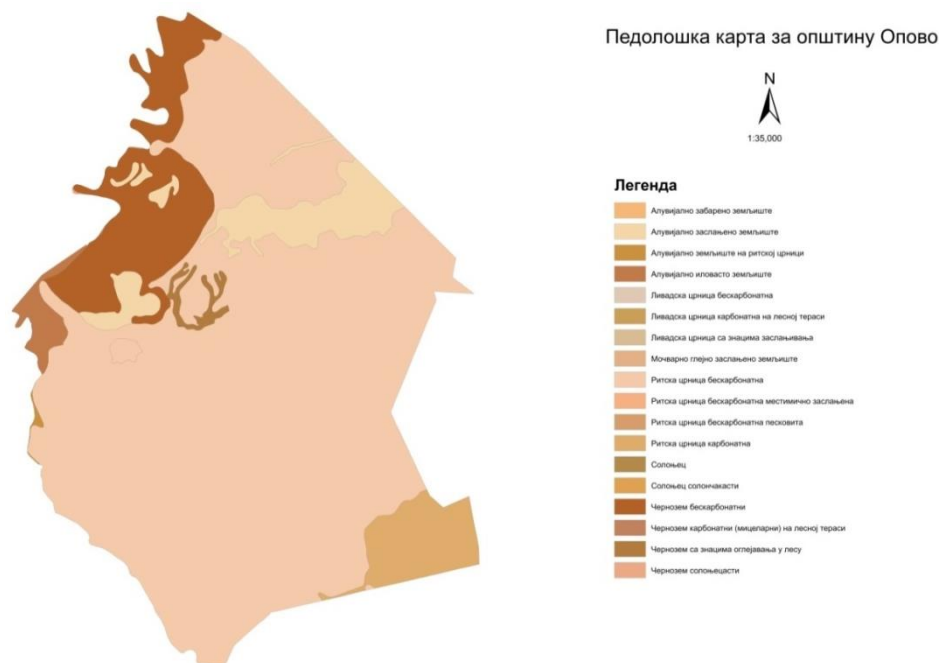 Педолошка карта за општину Опово
N
1:35,000
Легенда
Алувијално забарено земљиште
Алувијално заслањено земљиште
Алувијално земљиште на ритској црници
Алувијално иловасто земљиште
Ливадска црница бескарбонатна
Ливадска црница карбонатна на лесној тераси
Ливадска црница са знацима заслањивања
Мочварно глејно заслањено земљиште
Ритска црница бескарбонатна
Ритска црница бескарбонатна местимично заслањена
Ритска црница бескарбонатна песковита
Ритска црница карбонатна
Солоњец
Солоњец солончакасти
Чернозем бескарбонатни
Чернозем карбонатни (мицеларни) на лесној тераси
Чернозем са знацима оглејавања у лесу
Чернозем солоњецасти